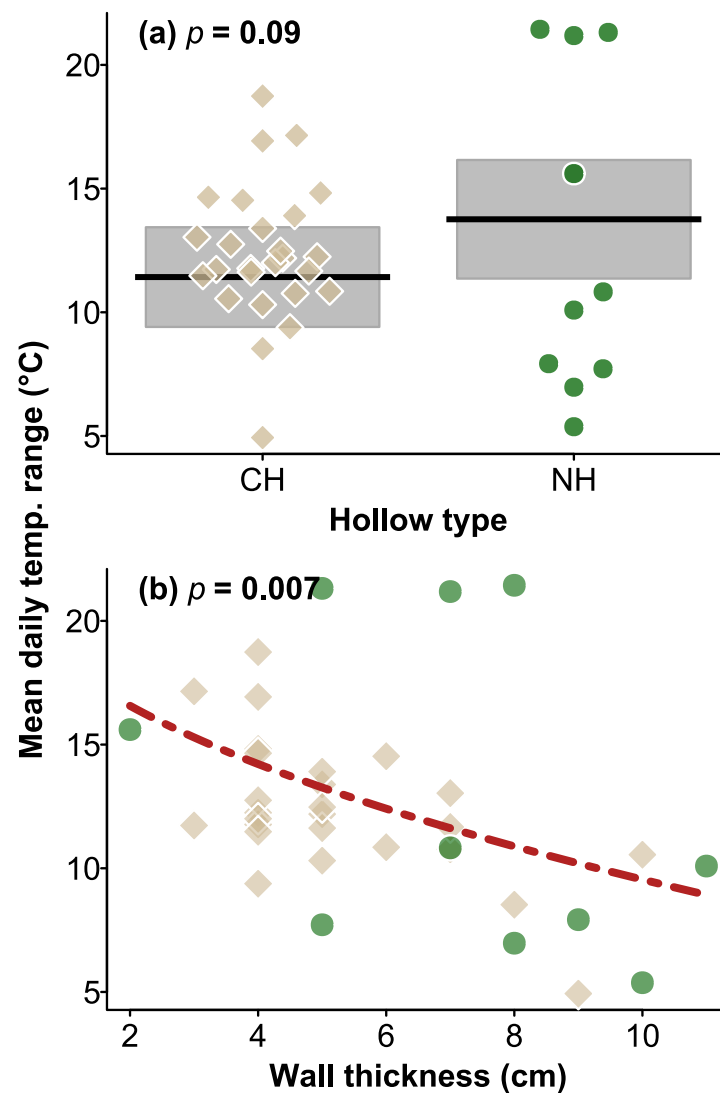 (a) p = 0.09
20
15
10
5
CH NH
Hollow type
Mean daily temp. range (°C)
(b) p = 0.007
20
15
10
5
2 4 6 8 10
Wall thickness (cm)